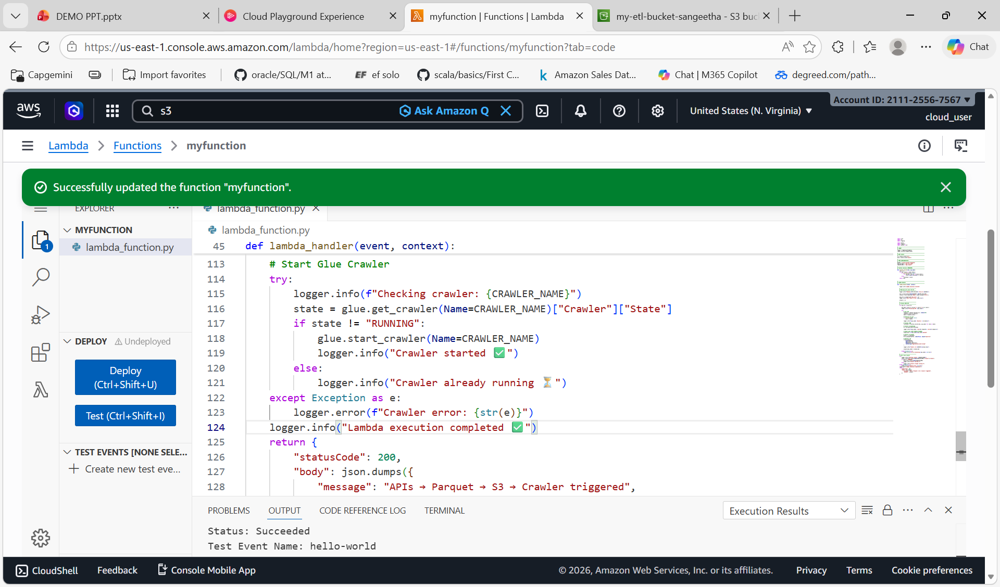 DEMO PPT.pptx
Cloud Playground Experience
myfunction | Functions | Lambda
my-etl-bucket-sangeetha - S3 buc
https://us-east-1.console.aws.amazon.com/lambda/home?region=us-east-1#/functions/myfunction?tab=code
Chat
Capgemini
Import favorites
oracle/SQL/M1 at...
EF ef solo
scala/basics/First C...
k Amazon Sales Dat...
Chat | M365 Copilot
degreed.com/path...
aws
s3
Ask Amazon Q
United States (N. Virginia)
Account ID: 2111-2556-7567
cloud_user
Lambda > Functions > myfunction
Successfully updated the function "myfunction".
EXPLORER
lambda_function.py
MYFUNCTION
lambda_function.py
1
DEPLOY Undeployed
Deploy
(Ctrl+Shift+U)
Test (Ctrl+Shift+I)
TEST EVENTS [NONE SELE...
Create new test eve...
lambda_function.py
45 def lambda_handler(event, context):
113 # Start Glue Crawler
114 try:
115 logger.info(f"Checking crawler: {CRAWLER_NAME}")
116 state = glue.get_crawler(Name=CRAWLER_NAME)["Crawler"]["State"]
117 if state != "RUNNING":
118 glue.start_crawler(Name=CRAWLER_NAME)
119 logger.info("Crawler started ✅")
120 else:
121 logger.info("Crawler already running ⏳")
122 except Exception as e:
123 logger.error(f"Crawler error: {str(e)}")
124 logger.info("Lambda execution completed ✅")
125 return {
126 "statusCode": 200,
127 "body": json.dumps({
128 "message": "APIs → Parquet → S3 → Crawler triggered",
PROBLEMS OUTPUT CODE REFERENCE LOG TERMINAL
Execution Results
Status: Succeeded
Test Event Name: hello-world
CloudShell Feedback Console Mobile App
© 2026, Amazon Web Services, Inc. or its affiliates. Privacy Terms Cookie preferences